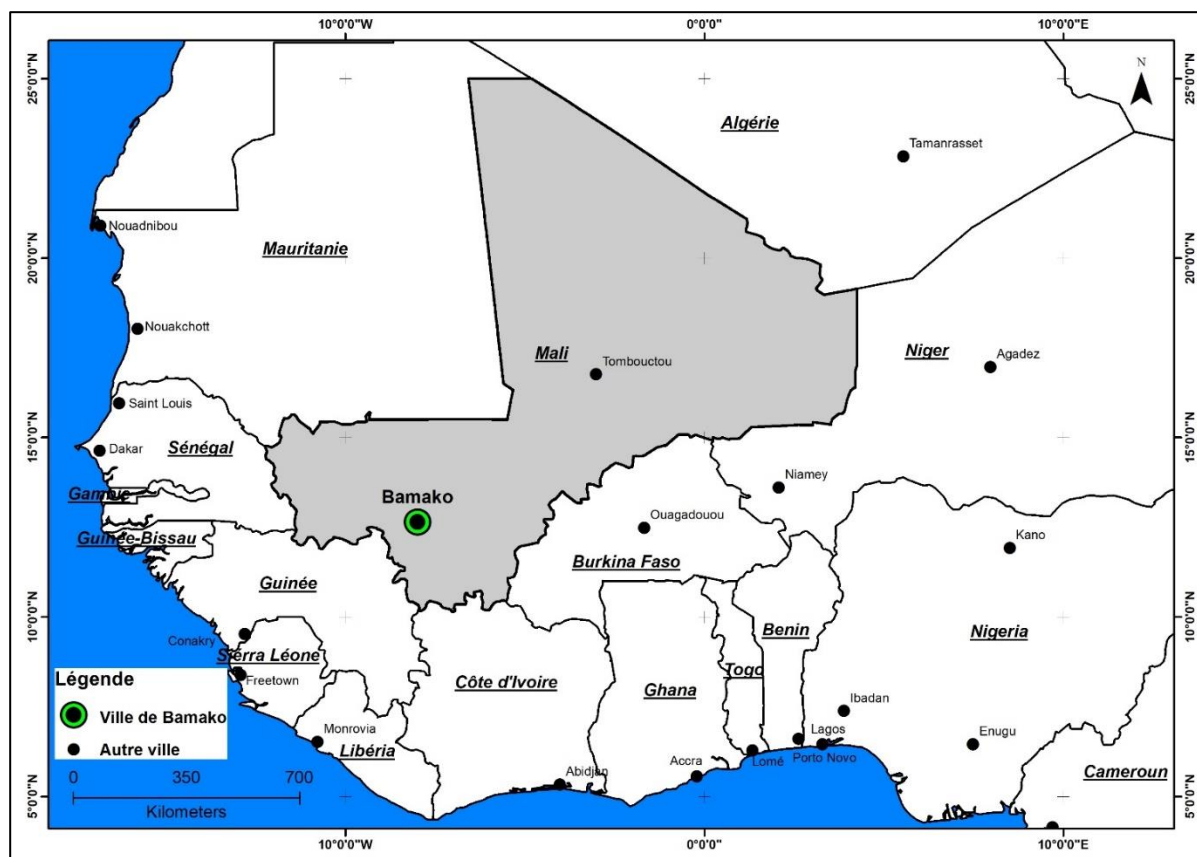 10°0'0"W
0°0'0"
10°0'0"E
25°0'0"N
25°0'0"N
N
Algérie
Tamanrasset
Nouadnibou
20°0'0"N
20°0'0"N
Mauritanie
Nouakchott
Mali
Tombouctou
Niger
Agadez
Saint Louis
15°0'0"N
15°0'0"N
Dakar
Sénégal
Gambie
Niamey
Bamako
Ouagadouou
Kano
Guinée-Bissau
Burkina Faso
Guinée
10°0'0"N
10°0'0"N
Conakry
Sierra Léone
Benin
Nigeria
Légende
Freetown
Côte d'Ivoire
Ghana
Togo
Ville de Bamako
Ibadan
Autre ville
Monrovia
Libéria
Lagos
Enugu
Accra
Lomé
Porto Novo
Cameroun
0 350 700
Kilometers
Abidjan
5°0'0"N
5°0'0"N
10°0'0"W
0°0'0"
10°0'0"E